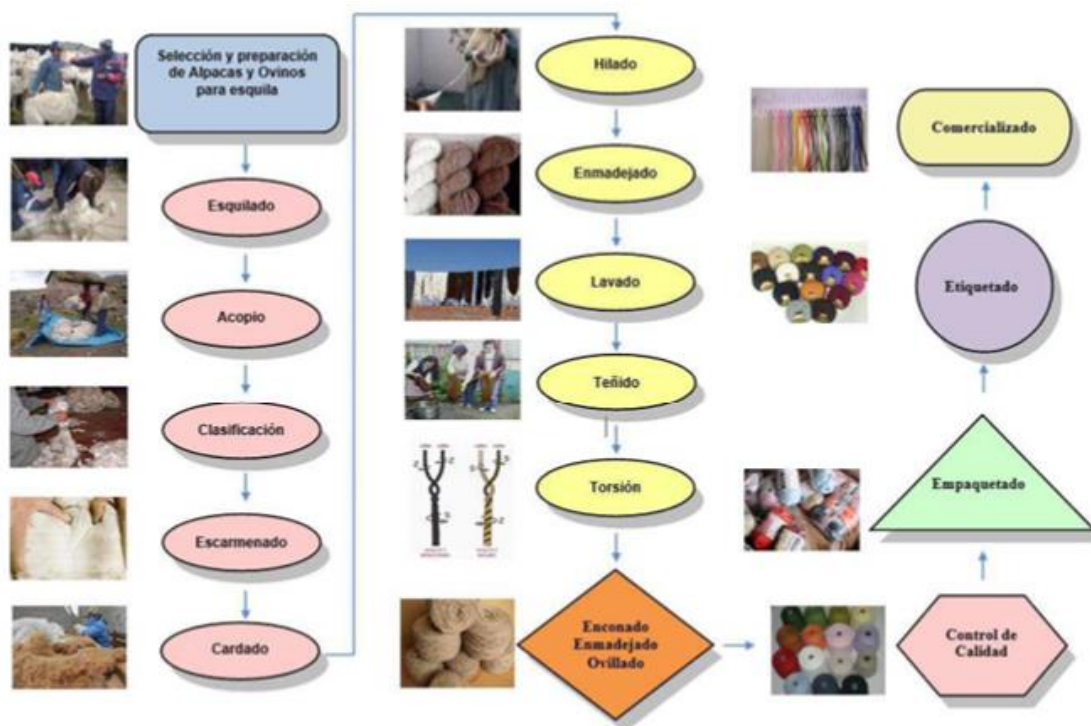 Selección y preparación
de Alpacas y Ovinos
para esquila
Esquilado
Acopio
Clasificación
Escarmenado
Cardado
Hilado
Enmadejado
Lavado
Teñido
Torsión
Enconado
Enmadejado
Ovillado
Control de
Calidad
Empaquetado
Etiquetado
Comercializado